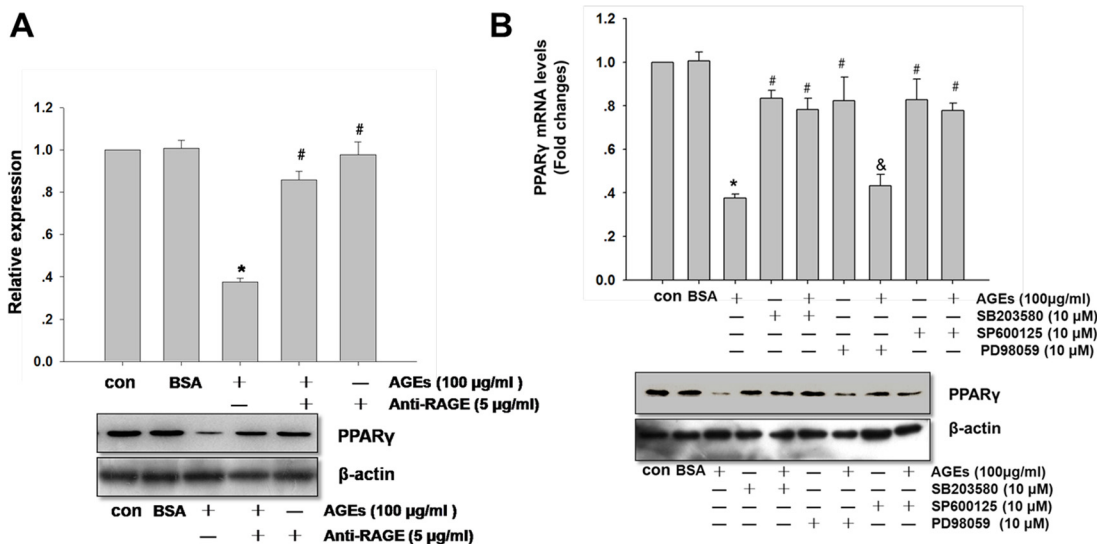 A
Relative expression
1.2
1.0
.8
.6
.4
.2
0.0
*
#
#
con BSA + + — AGEs (100 μg/ml )
— + + Anti-RAGE (5 μg/ml)
PPARγ
β-actin
con BSA + + — AGEs (100 μg/ml )
— + + Anti-RAGE (5 μg/ml)
B
PPARγ mRNA levels
(Fold changes)
1.0
.8
.6
.4
.2
0.0
*
#
#
#
&
#
#
con BSA + — + — + — + AGEs (100μg/ml)
— + + — — — — SB203580 (10 μM)
— — — — — + + SP600125 (10 μM)
— — — + + — — PD98059 (10 μM)
PPARγ
β-actin
con BSA + — + — + — + AGEs (100μg/ml)
— + + — — — — SB203580 (10 μM)
— — — — — + + SP600125 (10 μM)
— — — + + — — PD98059 (10 μM)